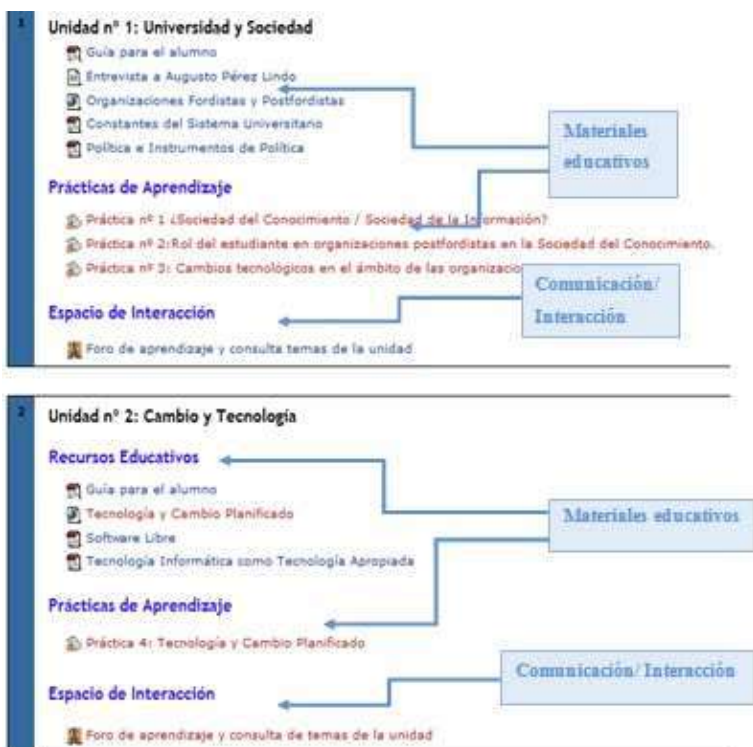 1
Unidad nº 1: Universidad y Sociedad
Guía para el alumno
Entrevista a Augusto Pérez Lindo
Organizaciones Fordistas y Postfordistas
Constantes del Sistema Universitario
Política e Instrumentos de Política
Materiales
educativos
Prácticas de Aprendizaje
Práctica nº 1 ¿Sociedad del Conocimiento / Sociedad de la Información?
Práctica nº 2: Rol del estudiante en organizaciones postfordistas en la Sociedad del Conocimiento.
Práctica nº 3: Cambios tecnológicos en el ámbito de las organizacio
Comunicación/
Interacción
Espacio de Interacción
Foro de aprendizaje y consulta temas de la unidad
2
Unidad nº 2: Cambio y Tecnología
Recursos Educativos
Guía para el alumno
Tecnología y Cambio Planificado
Software Libre
Tecnología Informática como Tecnología Apropiada
Materiales educativos
Prácticas de Aprendizaje
Práctica 4: Tecnología y Cambio Planificado
Comunicación/ Interacción
Espacio de Interacción
Foro de aprendizaje y consulta de temas de la unidad